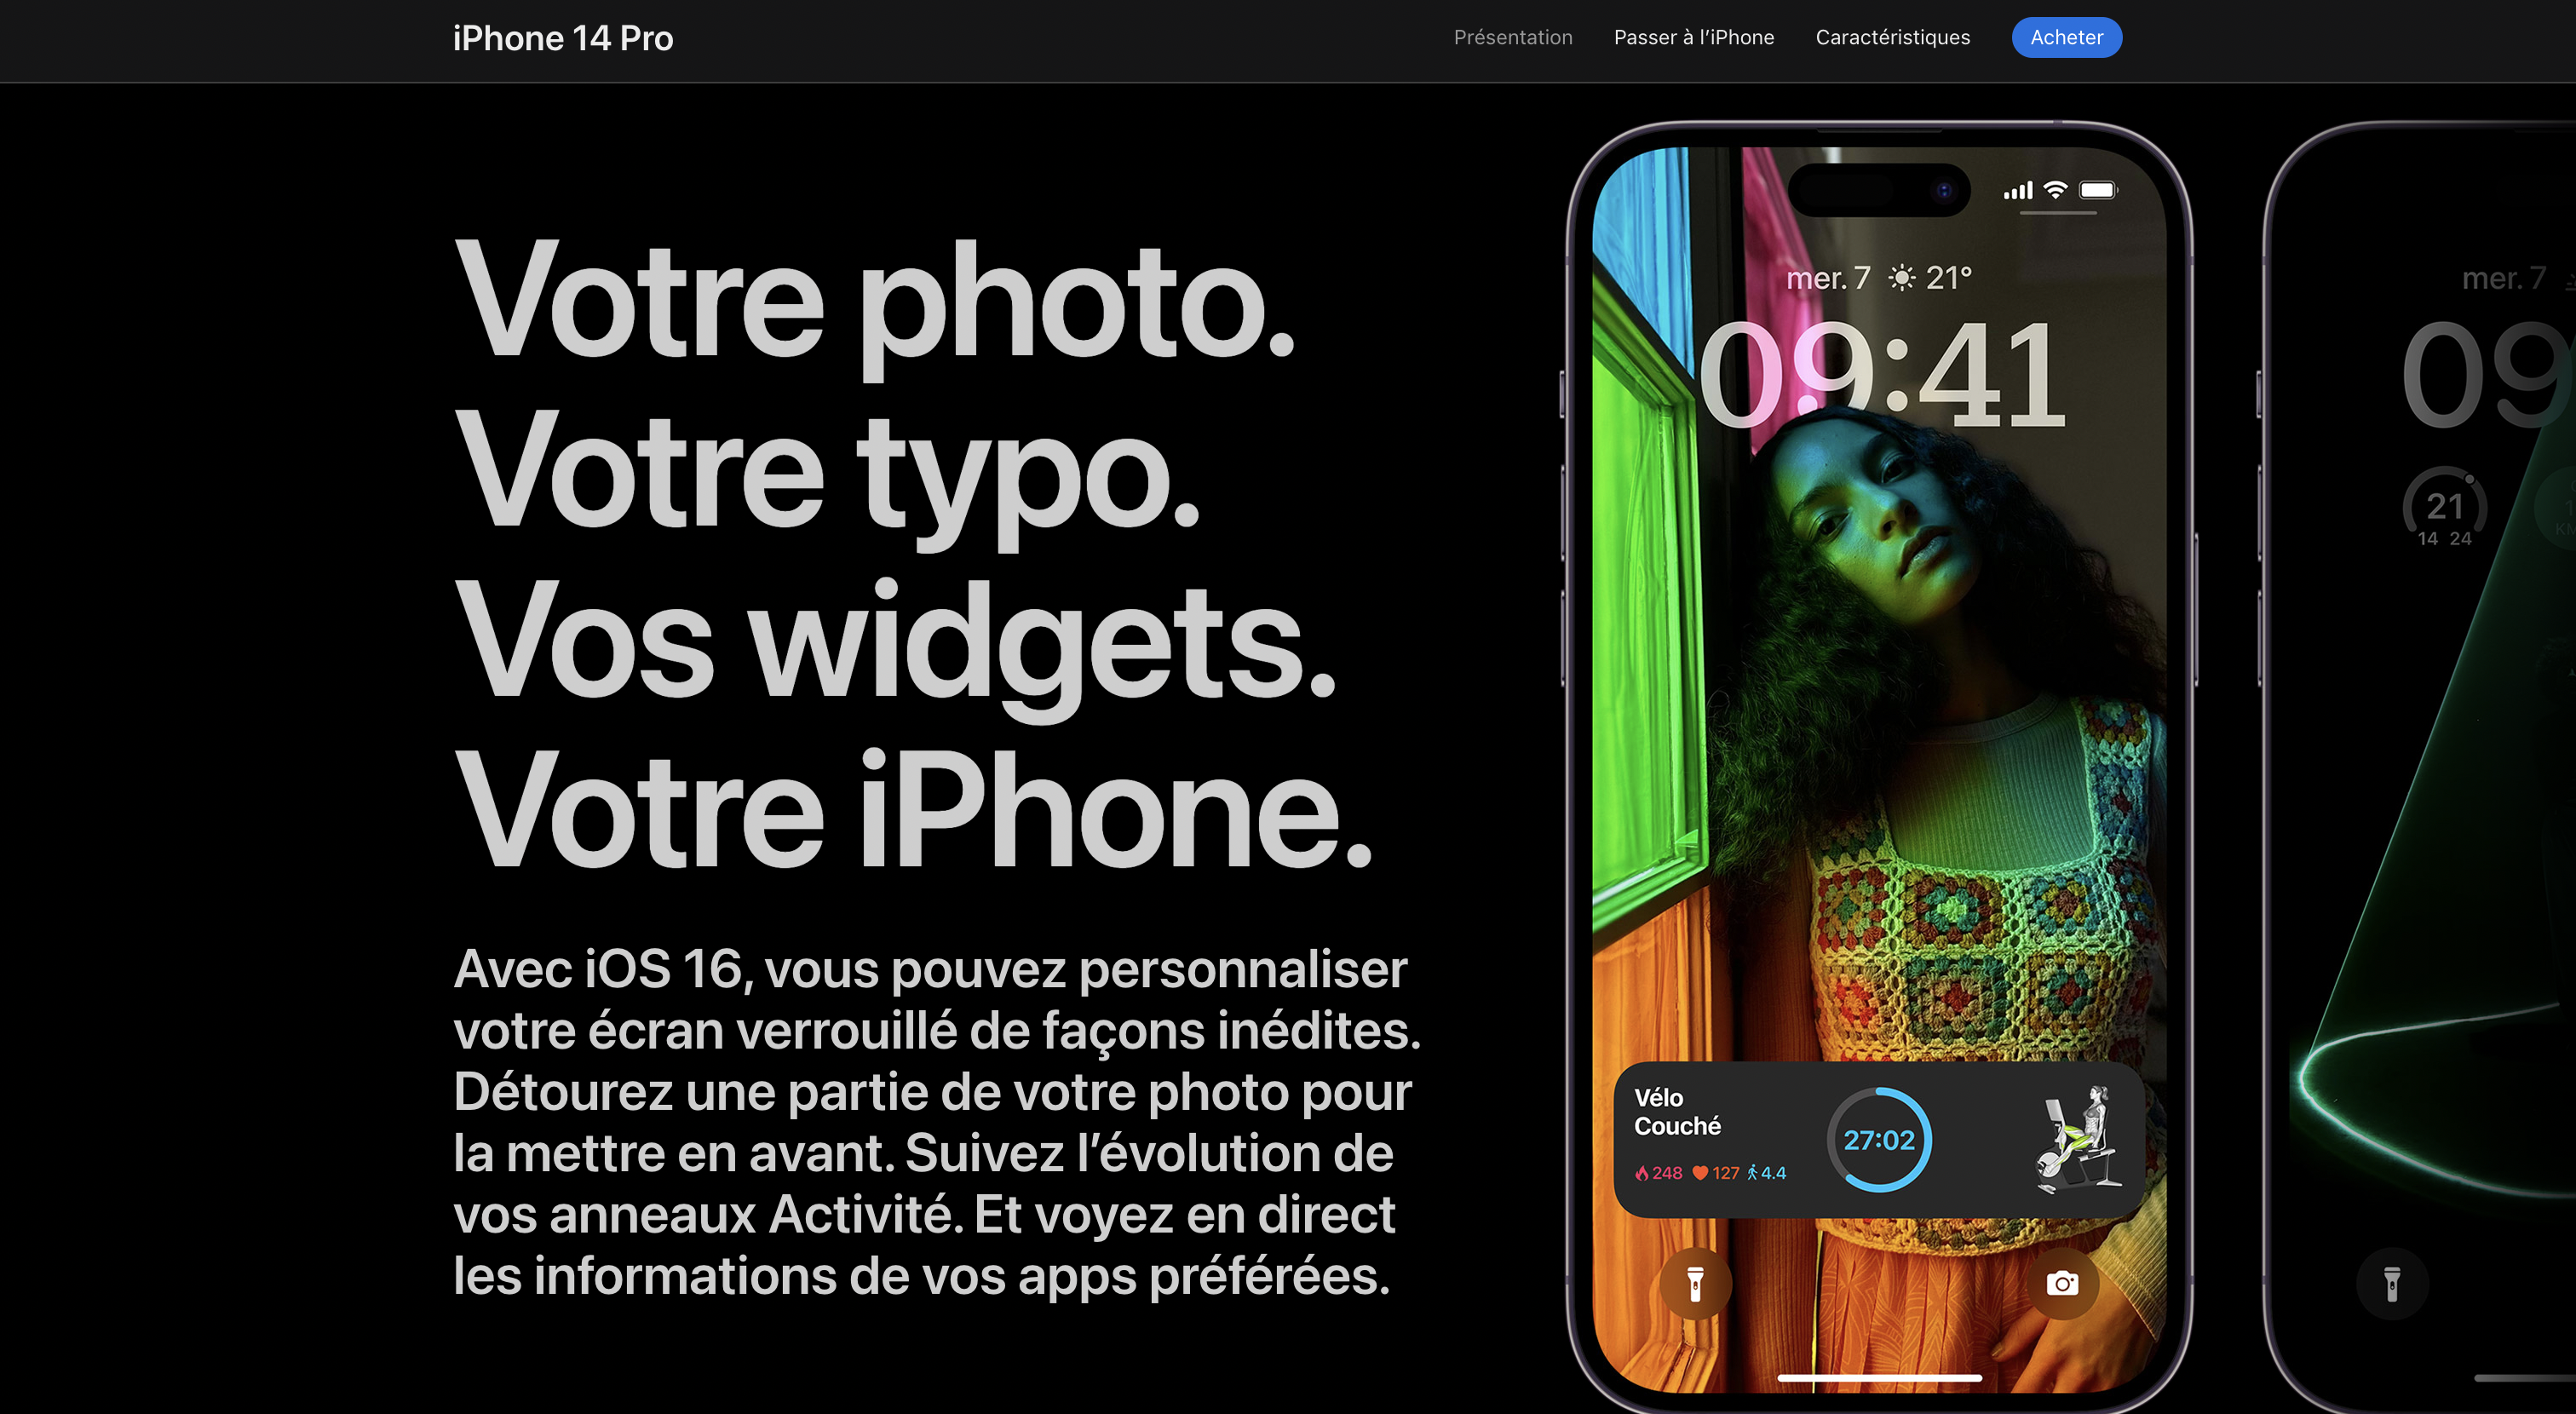 iPhone 14 Pro
Présentation
Passer à l’iPhone
Caractéristiques
Acheter
Votre photo.
Votre typo.
Vos widgets.
Votre iPhone.
Avec iOS 16, vous pouvez personnaliser
votre écran verrouillé de façons inédites.
Détourez une partie de votre photo pour
la mettre en avant. Suivez l’évolution de
vos anneaux Activité. Et voyez en direct
les informations de vos apps préférées.
mer. 7 21°
09:41
Vélo
Couché
248 127 4.4
27:02
mer. 7
09
21
14 24